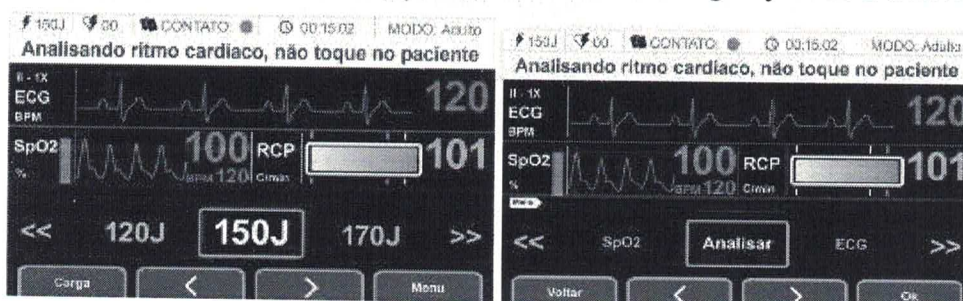 150J 00 CONTATO 00:15:02 MODO: Adulto
Analisando ritmo cardíaco, não toque no paciente
II - 1X
ECG 120
BPM
SpO2 100 RCP 101
% BPM 120 C/min
<< 120J 150J 170J >>
Carga < > Menu
150J 00 CONTATO 00:15:02 MODO: Adulto
Analisando ritmo cardíaco, não toque no paciente
II - 1X
ECG 120
BPM
SpO2 100 RCP 101
% BPM 120 C/min
Menu
<< SpO2 Analisar ECG >>
Voltar < > Ok